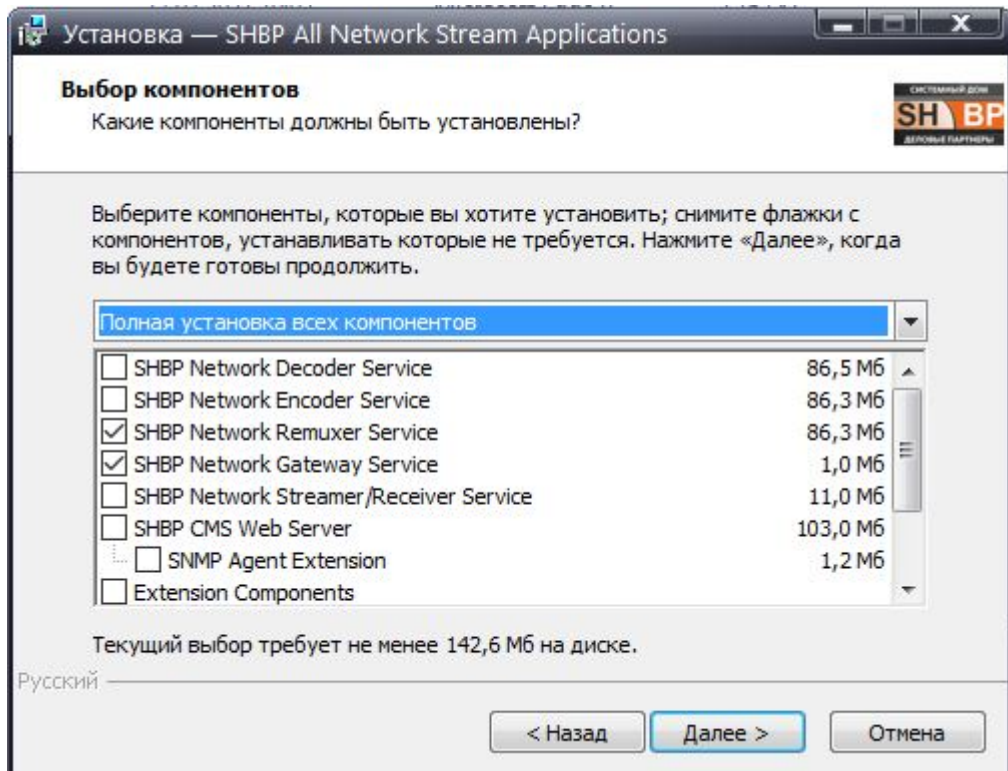 Установка — SHBP All Network Stream Applications
Выбор компонентов
Какие компоненты должны быть установлены?
СИСТЕМНЫЙ ДОМ
SH BP
ДЕЛОВЫЕ ПАРТНЕРЫ
Выберите компоненты, которые вы хотите установить; снимите флажки с
компонентов, устанавливать которые не требуется. Нажмите «Далее», когда
вы будете готовы продолжить.
Полная установка всех компонентов
SHBP Network Decoder Service 86,5 Мб
SHBP Network Encoder Service 86,3 Мб
SHBP Network Remuxer Service 86,3 Мб
SHBP Network Gateway Service 1,0 Мб
SHBP Network Streamer/Receiver Service 11,0 Мб
SHBP CMS Web Server 103,0 Мб
SNMP Agent Extension 1,2 Мб
Extension Components
Текущий выбор требует не менее 142,6 Мб на диске.
Русский
< Назад Далее > Отмена